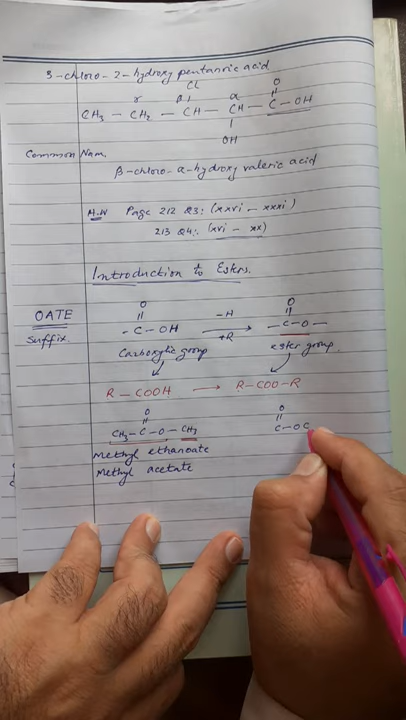 3-chloro-2-hydroxy pentanoic acid
Cl O
γ β | α ||
CH₃ — CH₂ — CH — CH — C — OH
|
OH
Common Nam.
β-chloro-α-hydroxy valeric acid
H.W Page 212 Q3: (xxvi – xxxi)
213 Q4: (xvi – xx)
Introduction to Esters.
OATE
Suffix.
O O
|| ||
-C-OH —H +R → —C—O—
Carboxylic group ester group.
R — COOH → R — COO — R
O O
|| ||
CH₃—C—O—CH₃ C—OC
Methyl ethanoate
Methyl acetate